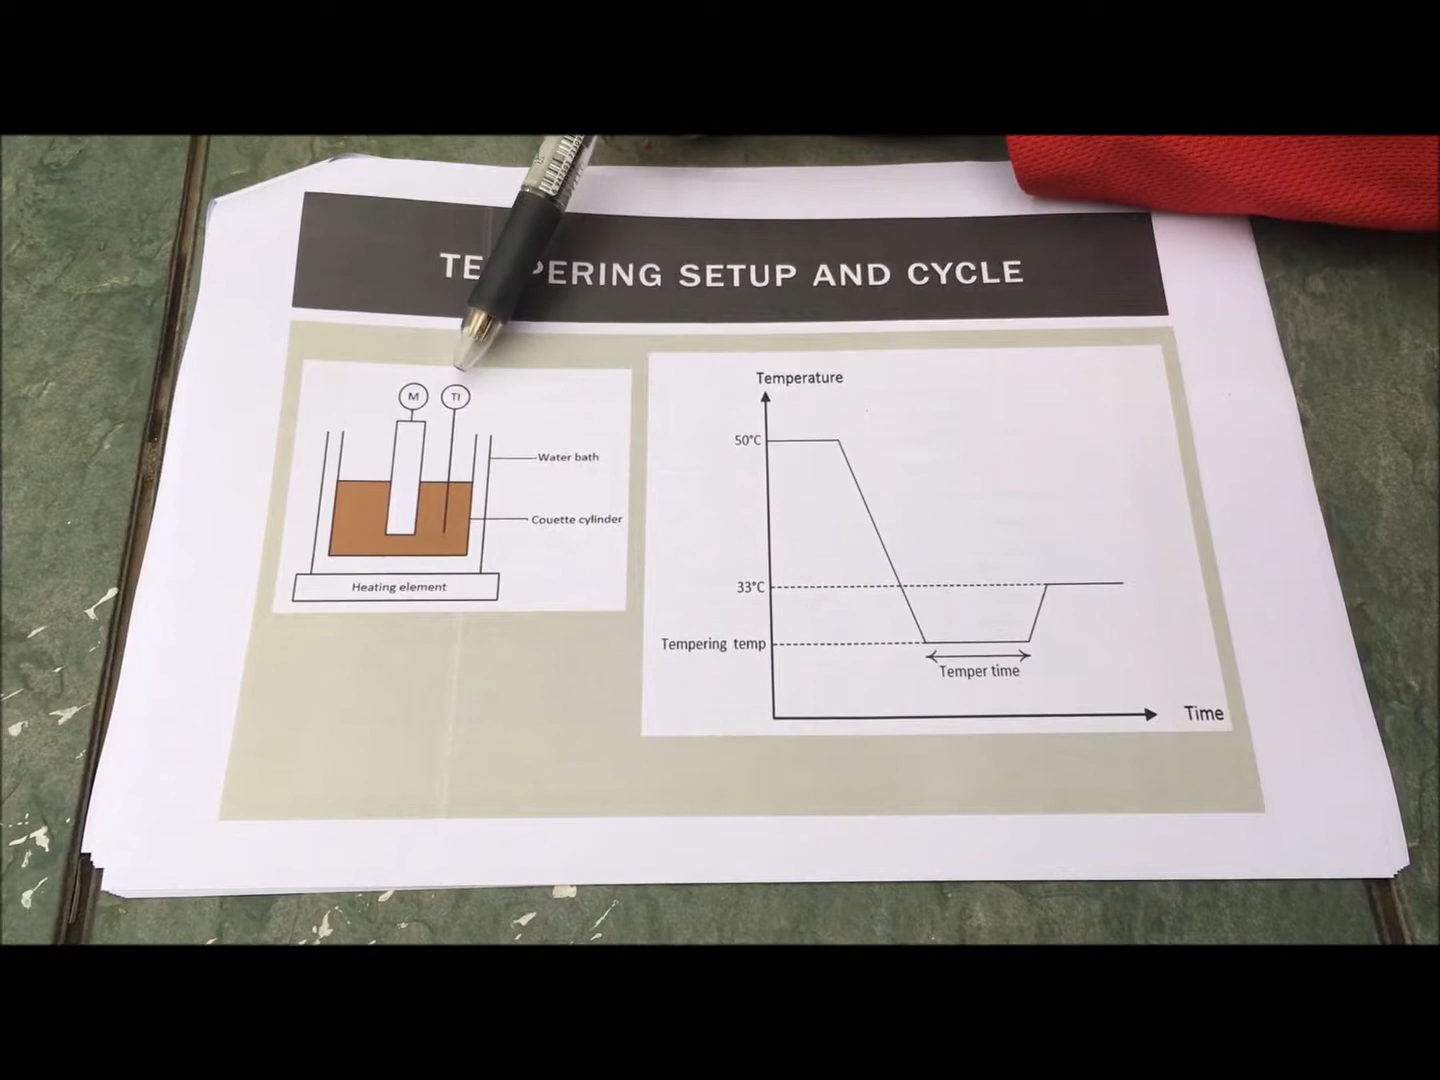 TE PERING SETUP AND CYCLE
M
TI
Water bath
Couette cylinder
Heating element
Temperature
50°C
33°C
Tempering temp
Temper time
Time